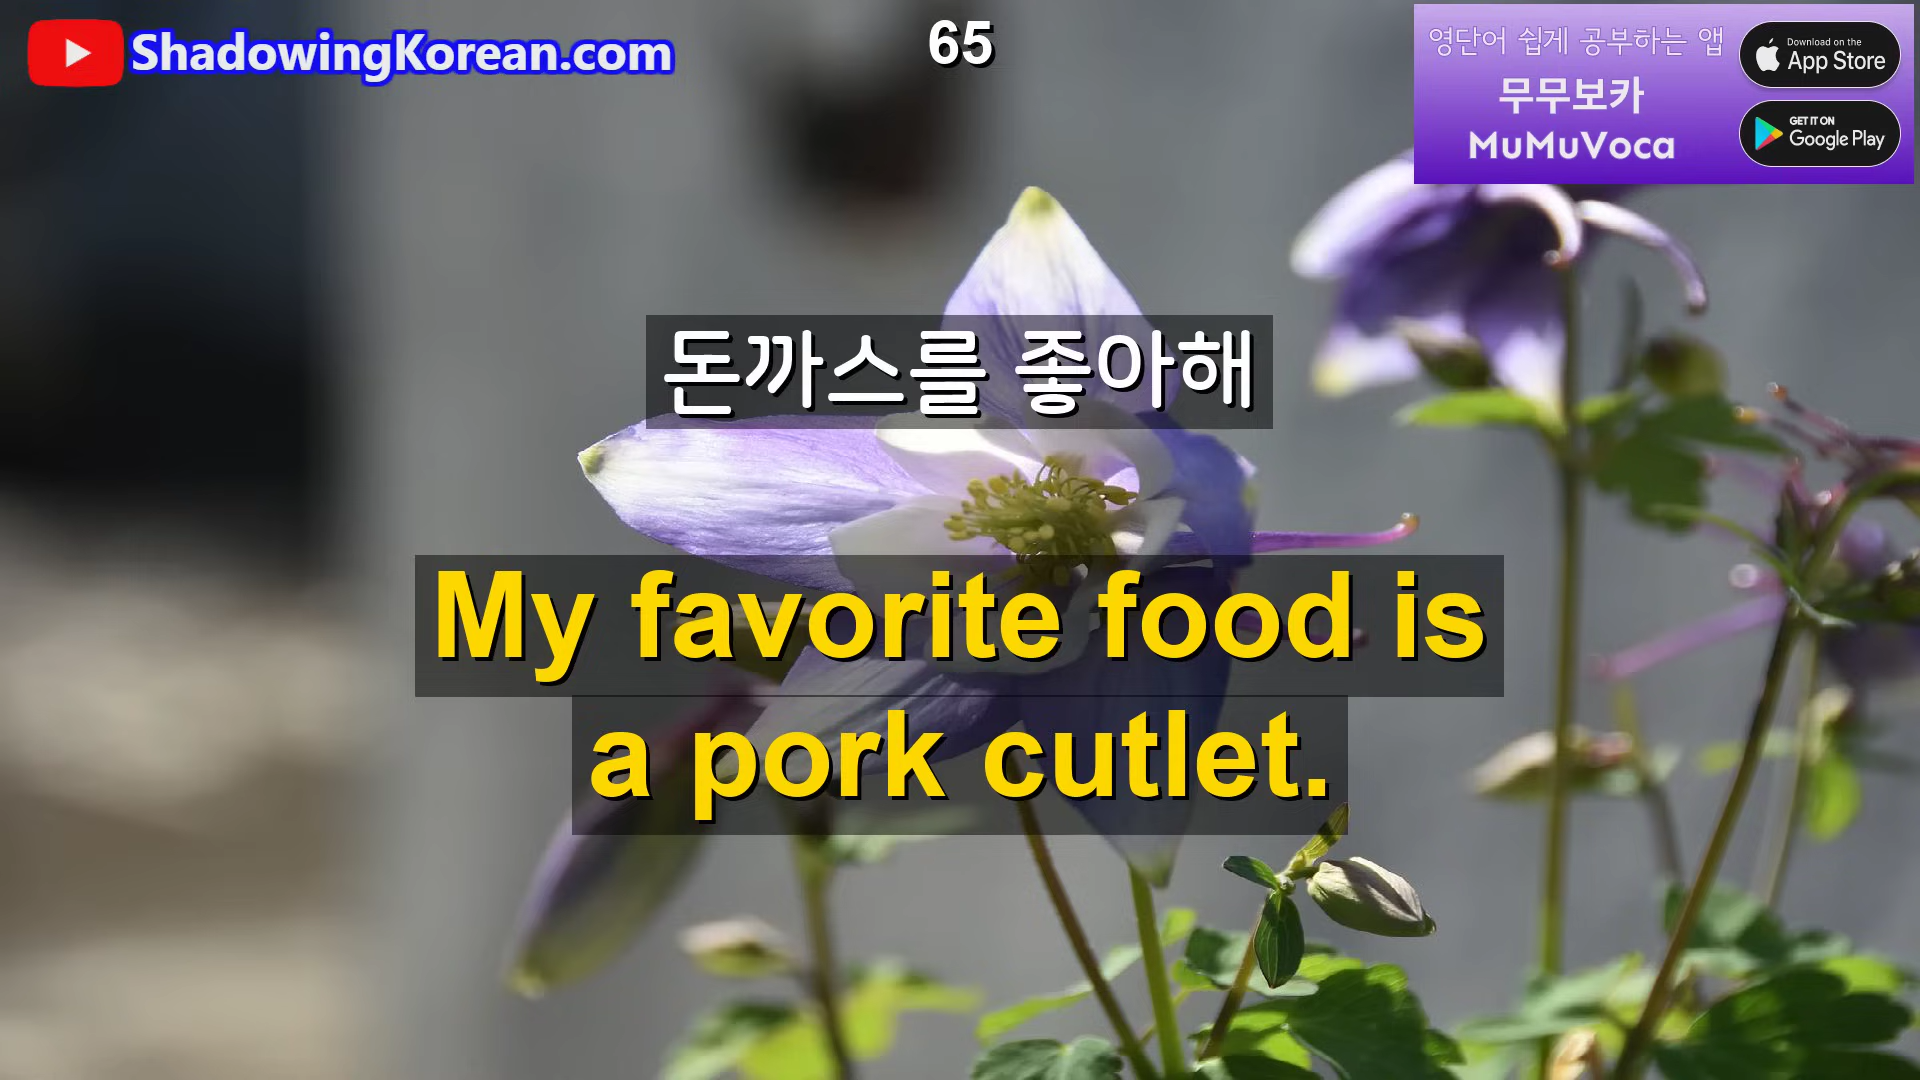 ShadowingKorean.com
65
영단어 쉽게 공부하는 앱
무무보카
MuMuVoca
Download on the
App Store
GET IT ON
Google Play
돈까스를 좋아해
My favorite food is
a pork cutlet.